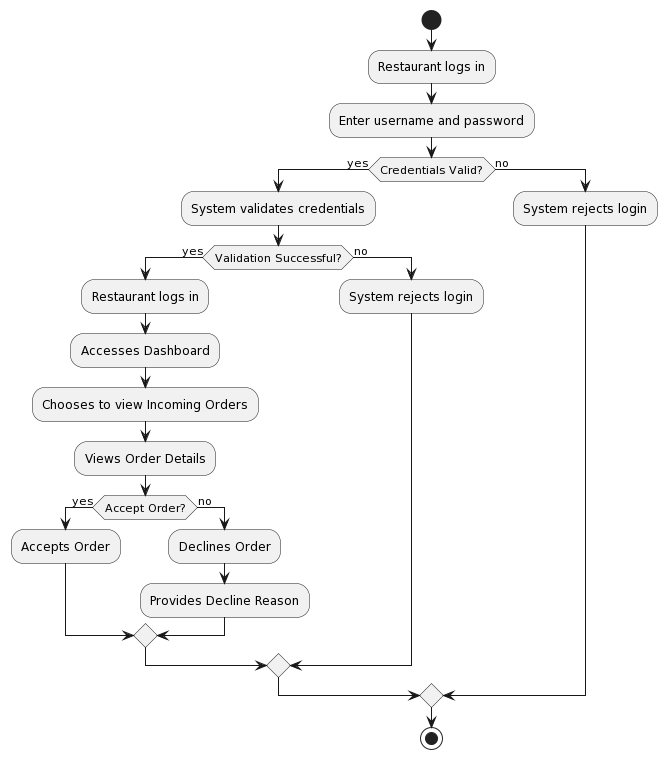 Restaurant logs in
Enter username and password
yes
Credentials Valid?
no
System validates credentials
System rejects login
yes
Validation Successful?
no
Restaurant logs in
System rejects login
Accesses Dashboard
Chooses to view Incoming Orders
Views Order Details
yes
Accept Order?
no
Accepts Order
Declines Order
Provides Decline Reason